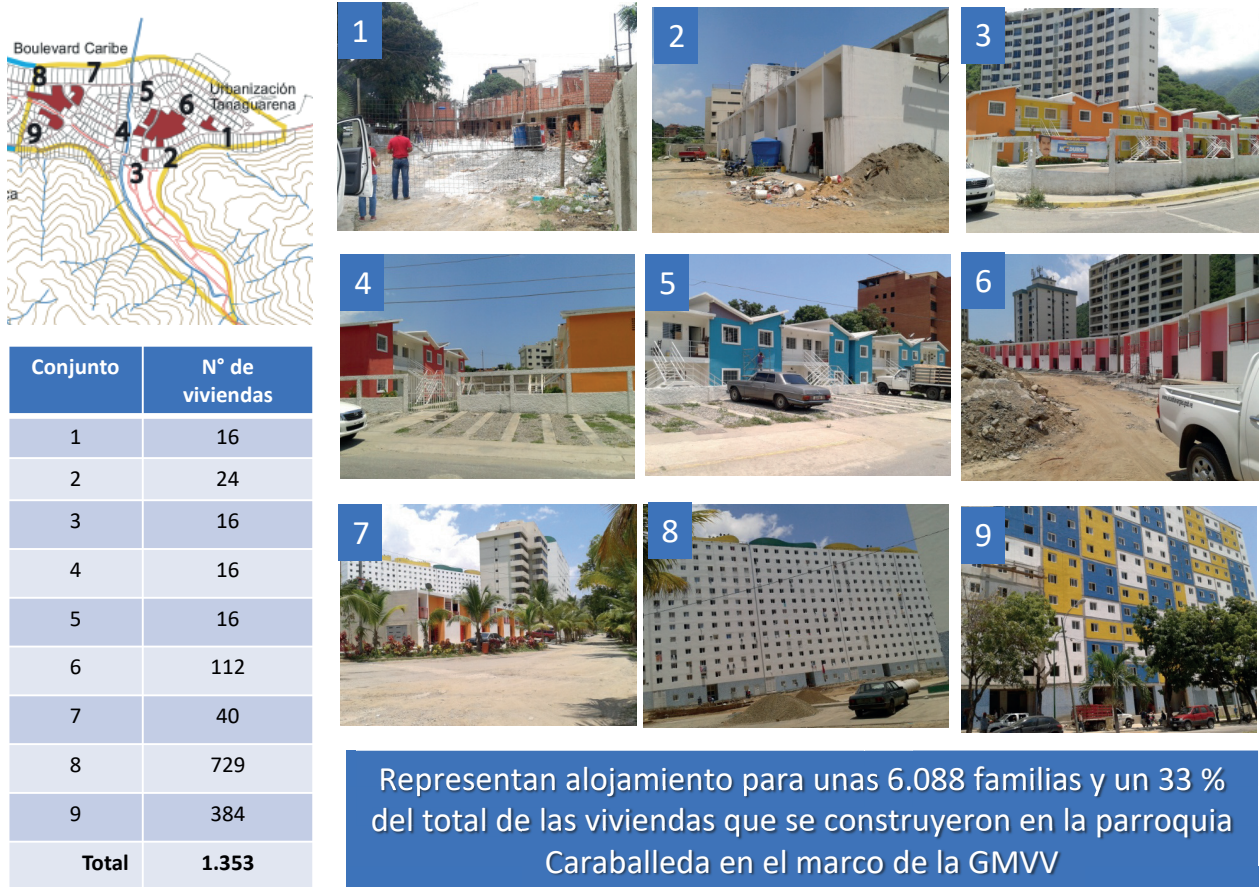 Boulevard Caribe
8
7
5
6
Urbanización
Tanaguarena
9
4
1
2
3
ca
Conjunto
N° de
viviendas
1 16
2 24
3 16
4 16
5 16
6 112
7 40
8 729
9 384
Total 1.353
1
2
3
4
5
6
7
8
9
Representan alojamiento para unas 6.088 familias y un 33 %
del total de las viviendas que se construyeron en la parroquia
Caraballeda en el marco de la GMVV